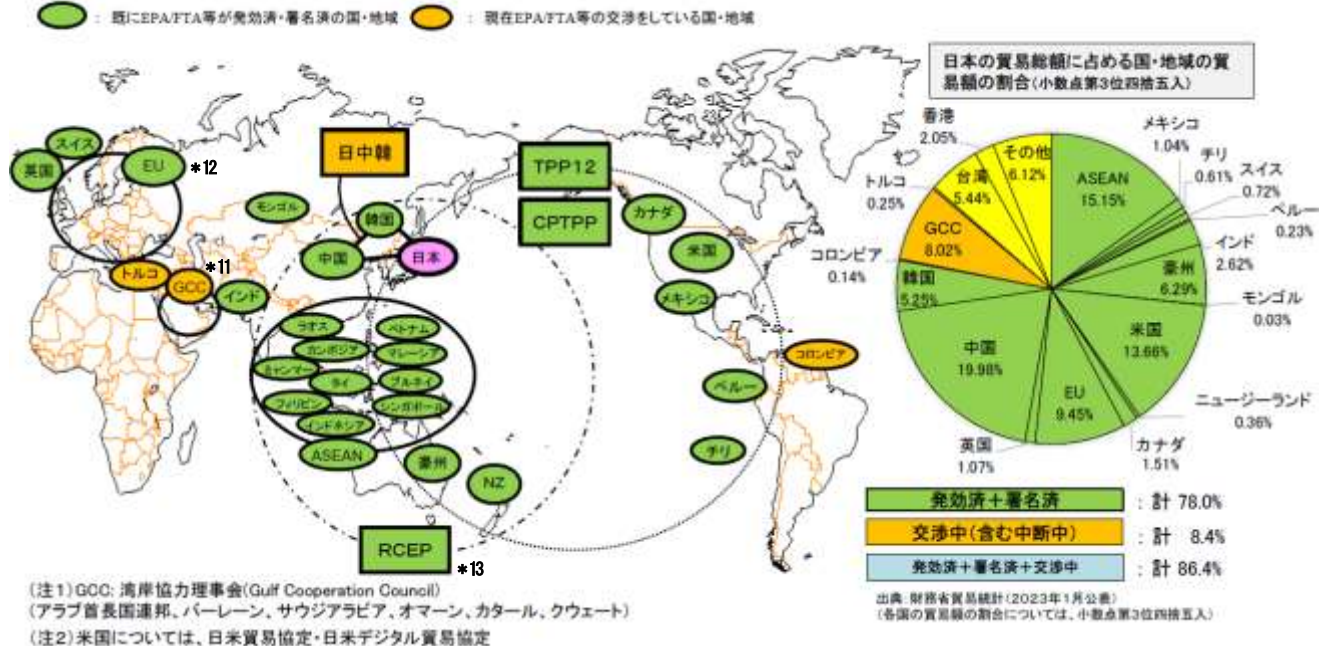 : 既にEPA/FTA等が発効済・署名済の国・地域
: 現在EPA/FTA等の交渉をしている国・地域
スイス
英国
EU
*12
日中韓
TPP12
CPTPP
モンゴル
韓国
中国
日本
カナダ
米国
メキシコ
トルコ
*11
GCC
インド
ラオス
ベトナム
カンボジア
マレーシア
ミャンマー
タイ
ブルネイ
フィリピン
シンガポール
インドネシア
ASEAN
豪州
NZ
ペルー
コロンビア
チリ
RCEP
*13
日本の貿易総額に占める国・地域の貿
易額の割合(小数点第3位四捨五入)
香港
2.05%
その他
6.12%
ASEAN
15.15%
メキシコ
1.04%
チリ
0.61%
スイス
0.72%
ペルー
0.23%
インド
2.62%
豪州
6.29%
モンゴル
0.03%
米国
13.66%
ニュージーランド
0.36%
カナダ
1.51%
EU
9.45%
英国
1.07%
中国
19.98%
韓国
5.25%
コロンビア
0.14%
GCC
8.02%
トルコ
0.25%
台湾
5.44%
発効済+署名済 : 計 78.0%
交渉中(含む中断中) : 計 8.4%
発効済+署名済+交渉中 : 計 86.4%
出典: 財務省貿易統計(2023年1月公表)
(各国の貿易額の割合については、小数点第3位四捨五入)
(注1)GCC: 湾岸協力理事会(Gulf Cooperation Council)
(アラブ首長国連邦、バーレーン、サウジアラビア、オマーン、カタール、クウェート)
(注2)米国については、日米貿易協定・日米デジタル貿易協定